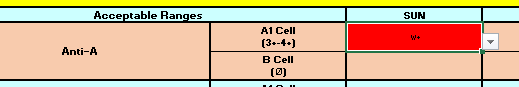 Acceptable Ranges SUN
Anti-A A1 Cell
(3+-4+) w+
B Cell
(Ø)